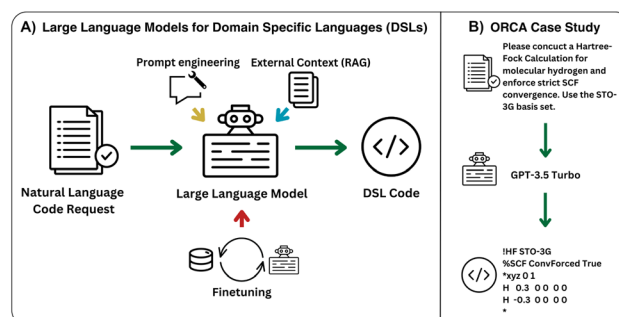 A) Large Language Models for Domain Specific Languages (DSLs)
Prompt engineering
External Context (RAG)
Natural Language
Code Request
Large Language Model
</>
DSL Code
Finetuning
B) ORCA Case Study
Please concuct a Hartree-
Fock Calculation for
molecular hydrogen and
enforce strict SCF
convergence. Use the STO-
3G basis set.
GPT-3.5 Turbo
</>
!HF STO-3G
%SCF ConvForced True
*xyz 0 1
H 0.3 0 0 0 0
H -0.3 0 0 0 0
*